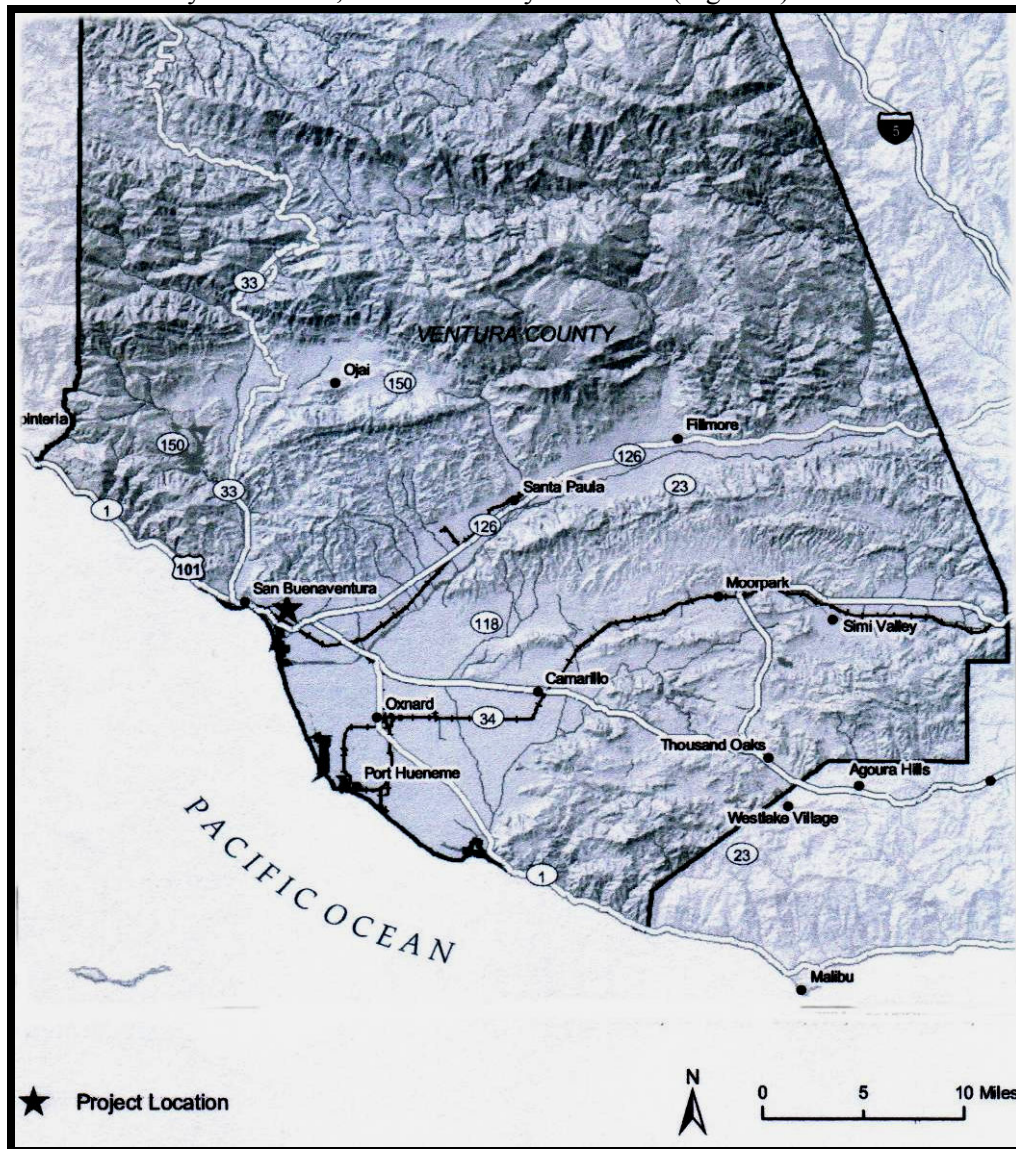 5
33
VENTURA COUNTY
Ojai
150
150
Fillmore
126
23
Santa Paula
33
126
1
101
San Buenaventura
Moorpark
118
Simi Valley
Camarillo
Oxnard
34
Thousand Oaks
Port Hueneme
Agoura Hills
Westlake Village
23
1
PACIFIC OCEAN
Malibu
Project Location
N
0 5 10 Miles